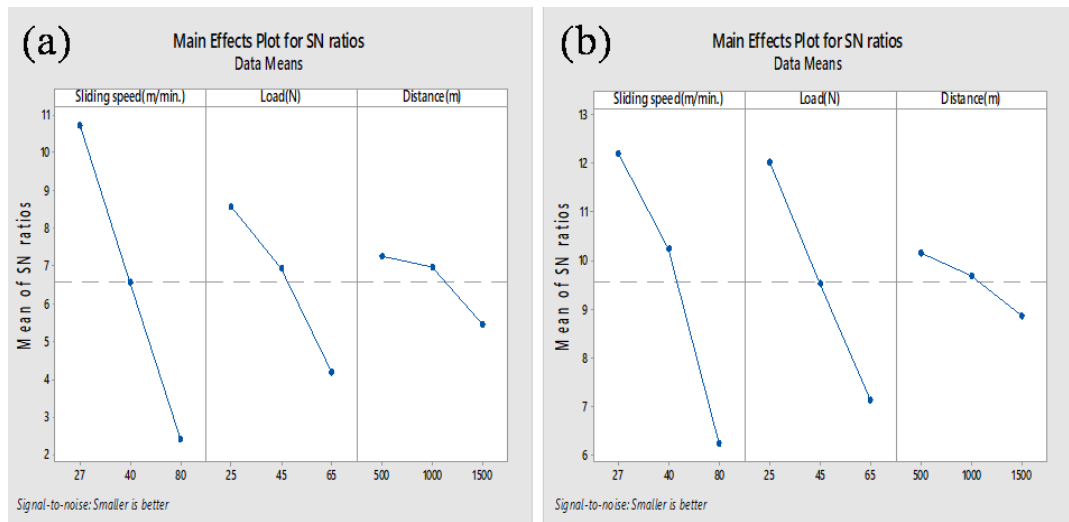 (a)
Main Effects Plot for SN ratios
Data Means
Sliding speed(m/min.) Load(N) Distance(m)
Mean of SN ratios
11
10
9
8
7
6
5
4
3
2
27 40 80 25 45 65 500 1000 1500
Signal-to-noise: Smaller is better
(b)
Main Effects Plot for SN ratios
Data Means
Sliding speed(m/min.) Load(N) Distance(m)
Mean of SN ratios
13
12
11
10
9
8
7
6
27 40 80 25 45 65 500 1000 1500
Signal-to-noise: Smaller is better